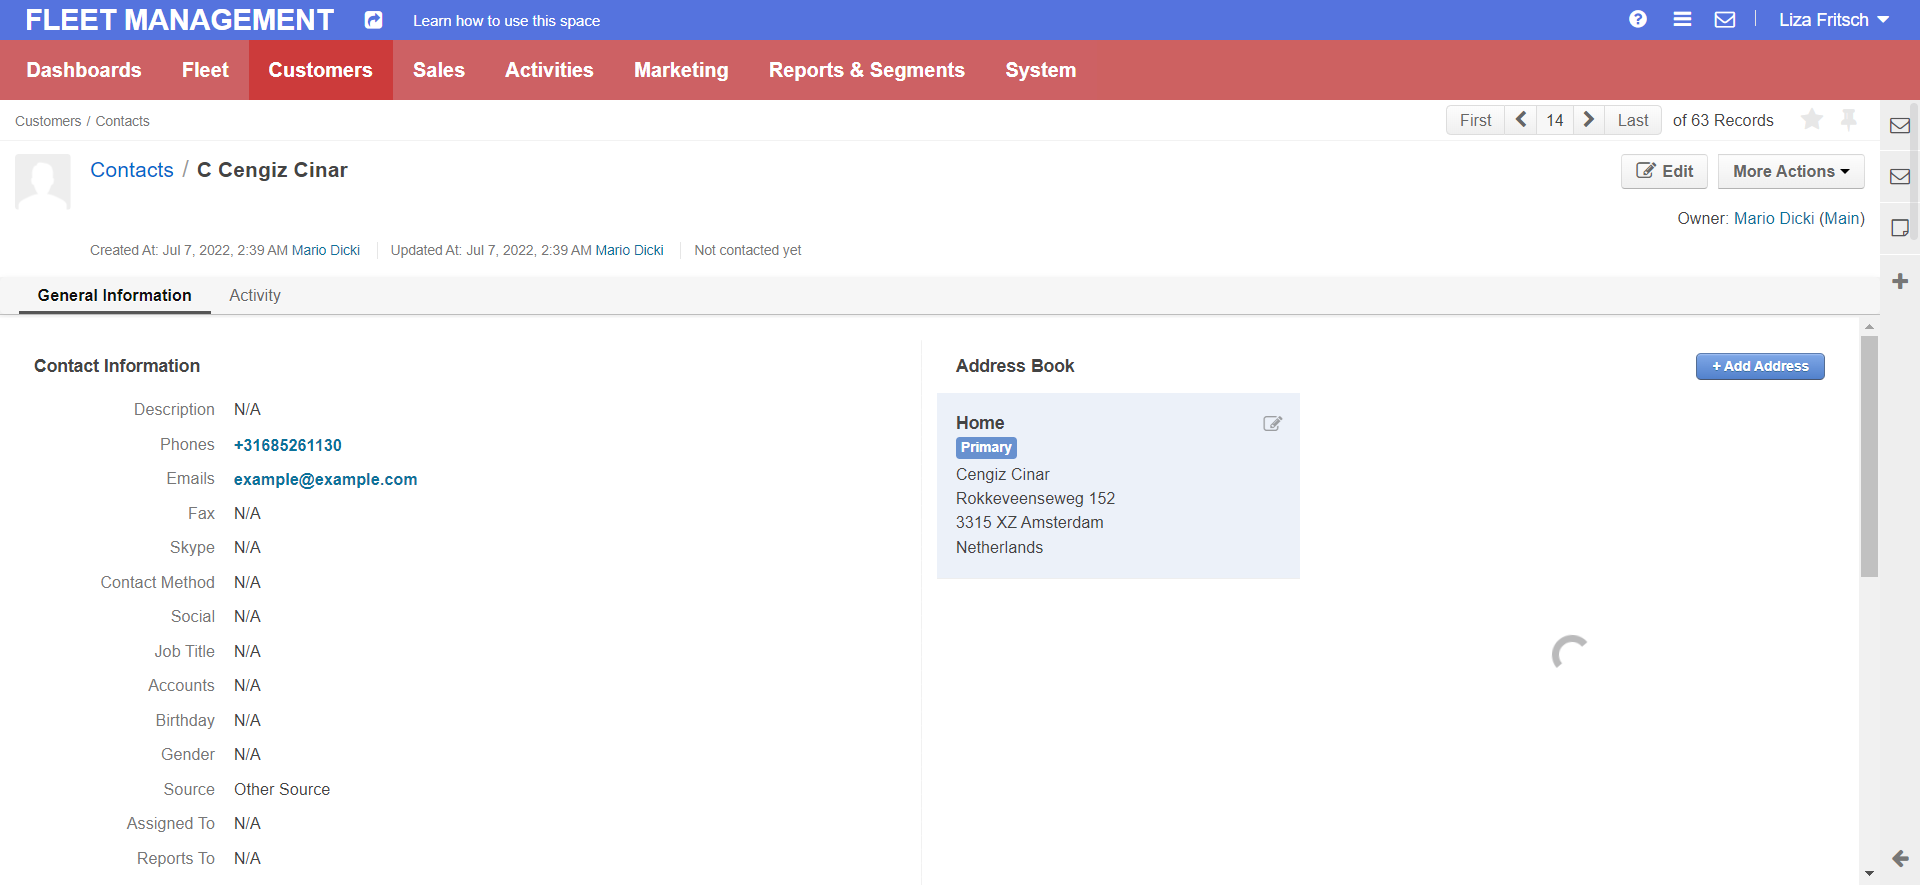 FLEET MANAGEMENT Learn how to use this space Liza Fritsch
Dashboards Fleet Customers Sales Activities Marketing Reports & Segments System
Customers / Contacts First 14 Last of 63 Records
Contacts / C Cengiz Cinar Edit More Actions
Owner: Mario Dicki (Main)
Created At: Jul 7, 2022, 2:39 AM Mario Dicki Updated At: Jul 7, 2022, 2:39 AM Mario Dicki Not contacted yet
General Information Activity
Contact Information
Description N/A
Phones +31685261130
Emails example@example.com
Fax N/A
Skype N/A
Contact Method N/A
Social N/A
Job Title N/A
Accounts N/A
Birthday N/A
Gender N/A
Source Other Source
Assigned To N/A
Reports To N/A
Address Book + Add Address
Home
Primary
Cengiz Cinar
Rokkeveenseweg 152
3315 XZ Amsterdam
Netherlands